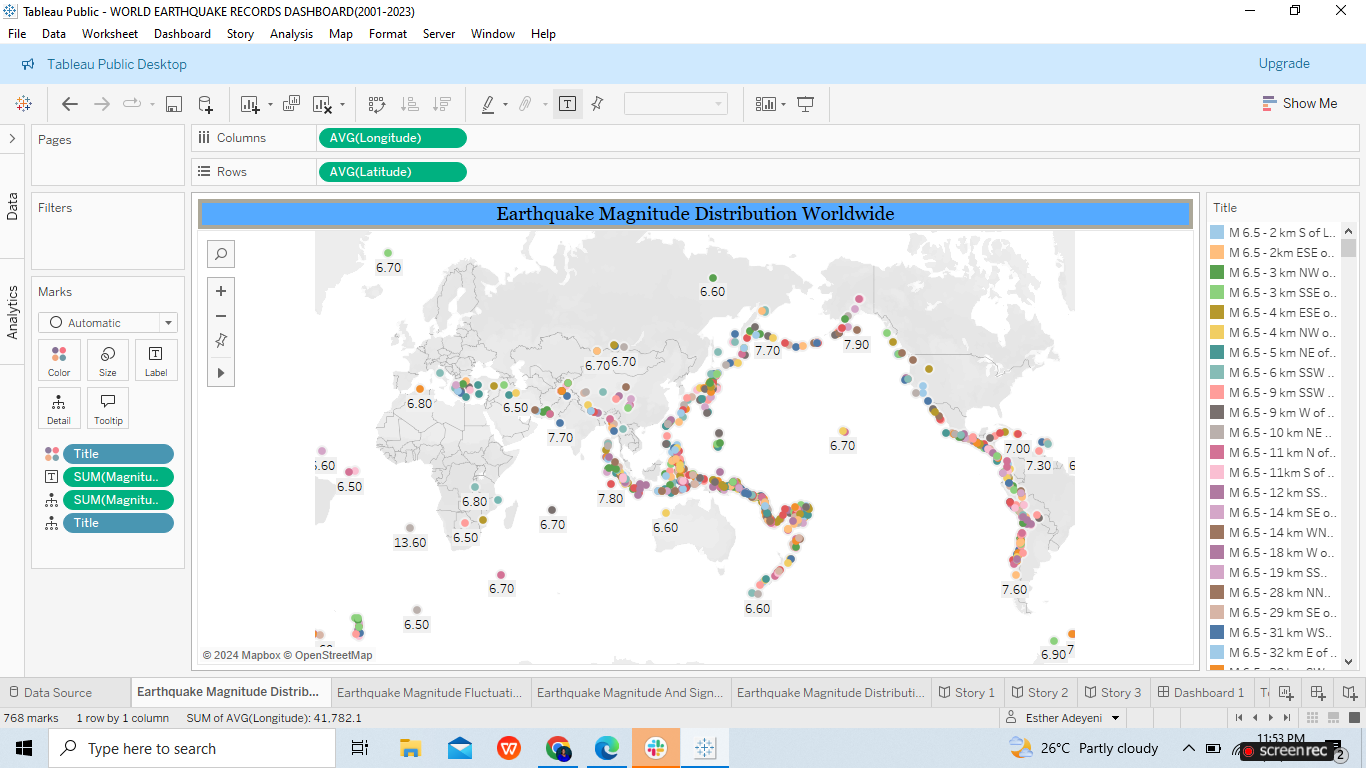 Tableau Public - WORLD EARTHQUAKE RECORDS DASHBOARD(2001-2023)
File Data Worksheet Dashboard Story Analysis Map Format Server Window Help
Tableau Public Desktop Upgrade
Show Me
Pages
Columns AVG(Longitude)
Rows AVG(Latitude)
Data
Analytics
Filters
Marks
Automatic
Color Size Label
Detail Tooltip
Title
SUM(Magnitu..
SUM(Magnitu..
Title
Earthquake Magnitude Distribution Worldwide
6.70
6.60
7.70
7.90
6.70 6.70
6.80
6.50
7.70
6.70
7.00
7.30
6.50
6.80
7.80
6.70
6.60
13.60
6.50
6.70
7.60
6.60
6.50
6.90
© 2024 Mapbox © OpenStreetMap
Title
M 6.5 - 2 km S of L..
M 6.5 - 2km ESE o..
M 6.5 - 3 km NW o..
M 6.5 - 3 km SSE o..
M 6.5 - 4 km ESE o..
M 6.5 - 4 km NW o..
M 6.5 - 5 km NE of..
M 6.5 - 6 km SSW ..
M 6.5 - 9 km SSW ..
M 6.5 - 9 km W of ..
M 6.5 - 10 km NE ..
M 6.5 - 11 km N of..
M 6.5 - 11km S of ..
M 6.5 - 12 km SS..
M 6.5 - 14 km SE o..
M 6.5 - 14 km WN..
M 6.5 - 18 km W o..
M 6.5 - 19 km SS..
M 6.5 - 28 km NN..
M 6.5 - 29 km SE o..
M 6.5 - 31 km WS..
M 6.5 - 32 km E of ..
Data Source Earthquake Magnitude Distrib... Earthquake Magnitude Fluctuati... Earthquake Magnitude And Sign... Earthquake Magnitude Distributi... Story 1 Story 2 Story 3 Dashboard 1
768 marks 1 row by 1 column SUM of AVG(Longitude): 41,782.1 Esther Adeyeni
Type here to search 26°C Partly cloudy 11:53 PM
screenrec 2